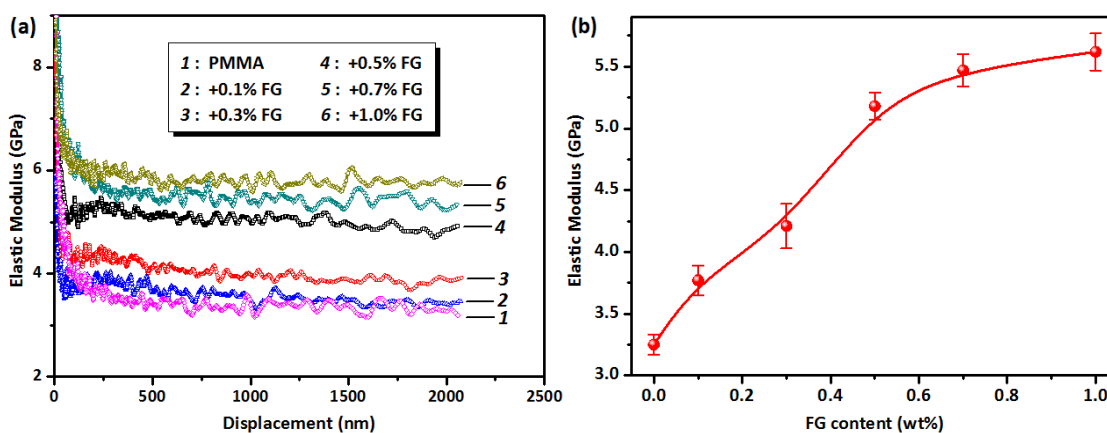 (a)
8
6
4
2
Elastic Modulus (GPa)
1 : PMMA 4 : +0.5% FG
2 : +0.1% FG 5 : +0.7% FG
3 : +0.3% FG 6 : +1.0% FG
6
5
4
3
2
1
0 500 1000 1500 2000 2500
Displacement (nm)
(b)
5.5
5.0
4.5
4.0
3.5
3.0
Elastic Modulus (GPa)
0.0 0.2 0.4 0.6 0.8 1.0
FG content (wt%)